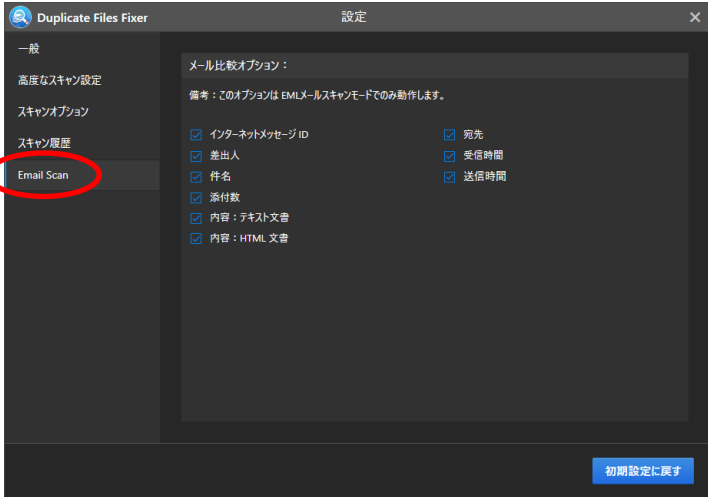 Duplicate Files Fixer
設定
一般
高度なスキャン設定
スキャンオプション
スキャン履歴
Email Scan
メール比較オプション：
備考：このオプションは EMLメールスキャンモードでのみ動作します。
インターネットメッセージ ID
宛先
差出人
受信時間
件名
送信時間
添付数
内容：テキスト文書
内容：HTML 文書
初期設定に戻す